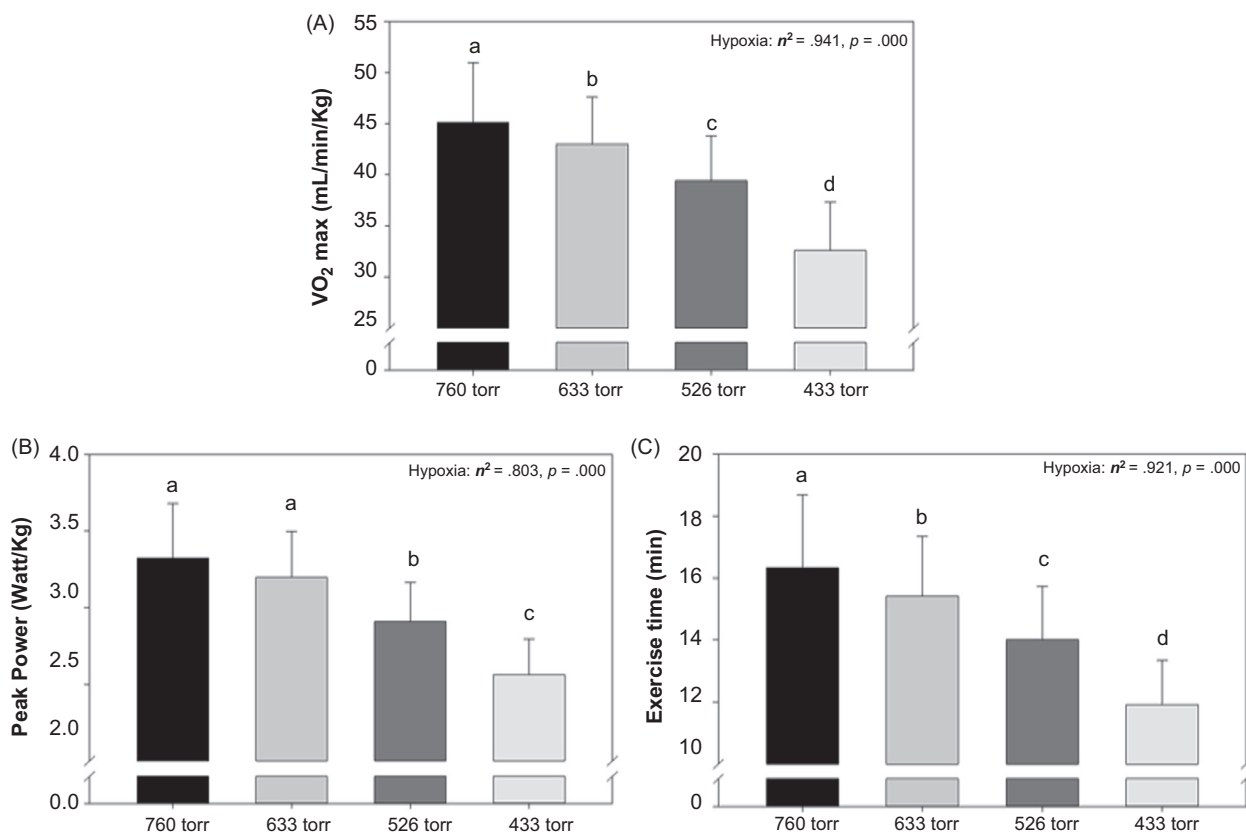 (A)
55
50
45
40
35
30
25
0
VO₂ max (mL/min/Kg)
Hypoxia: n² = .941, p = .000
a
b
c
d
760 torr 633 torr 526 torr 433 torr
(B)
4.0
3.5
3.0
2.5
2.0
0.0
Peak Power (Watt/Kg)
Hypoxia: n² = .803, p = .000
a
a
b
c
760 torr 633 torr 526 torr 433 torr
(C)
20
18
16
14
12
10
0
Exercise time (min)
Hypoxia: n² = .921, p = .000
a
b
c
d
760 torr 633 torr 526 torr 433 torr